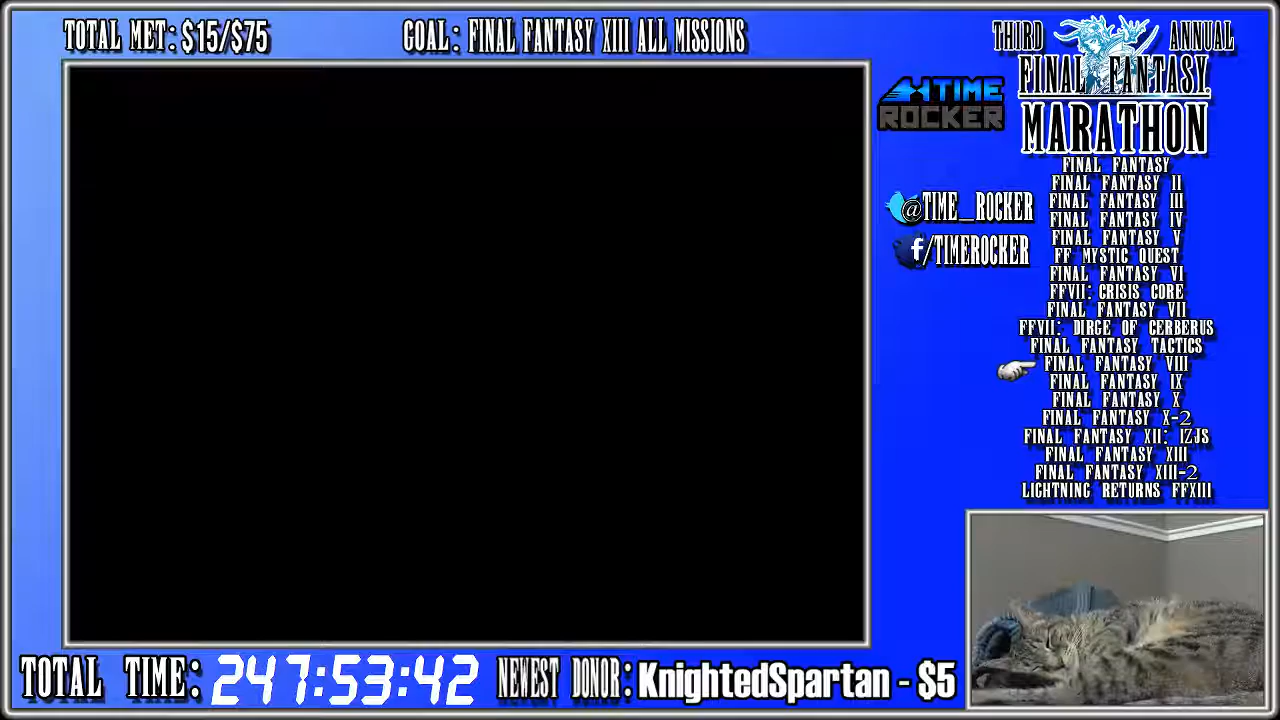 TOTAL MET: $15/$75
GOAL: FINAL FANTASY XIII ALL MISSIONS
THIRD ANNUAL
FINAL FANTASY
MARATHON
TIME
ROCKER
@TIME_ROCKER
f/TIMEROCKER
FINAL FANTASY
FINAL FANTASY II
FINAL FANTASY III
FINAL FANTASY IV
FINAL FANTASY V
FF MYSTIC QUEST
FINAL FANTASY VI
FFVII: CRISIS CORE
FINAL FANTASY VII
FFVII: DIRGE OF CERBERUS
FINAL FANTASY TACTICS
FINAL FANTASY VIII
FINAL FANTASY IX
FINAL FANTASY X
FINAL FANTASY X-2
FINAL FANTASY XII: IZJS
FINAL FANTASY XIII
FINAL FANTASY XIII-2
LIGHTNING RETURNS FFXIII
TOTAL TIME: 247:53:42
NEWEST DONOR: KnightedSpartan - $5